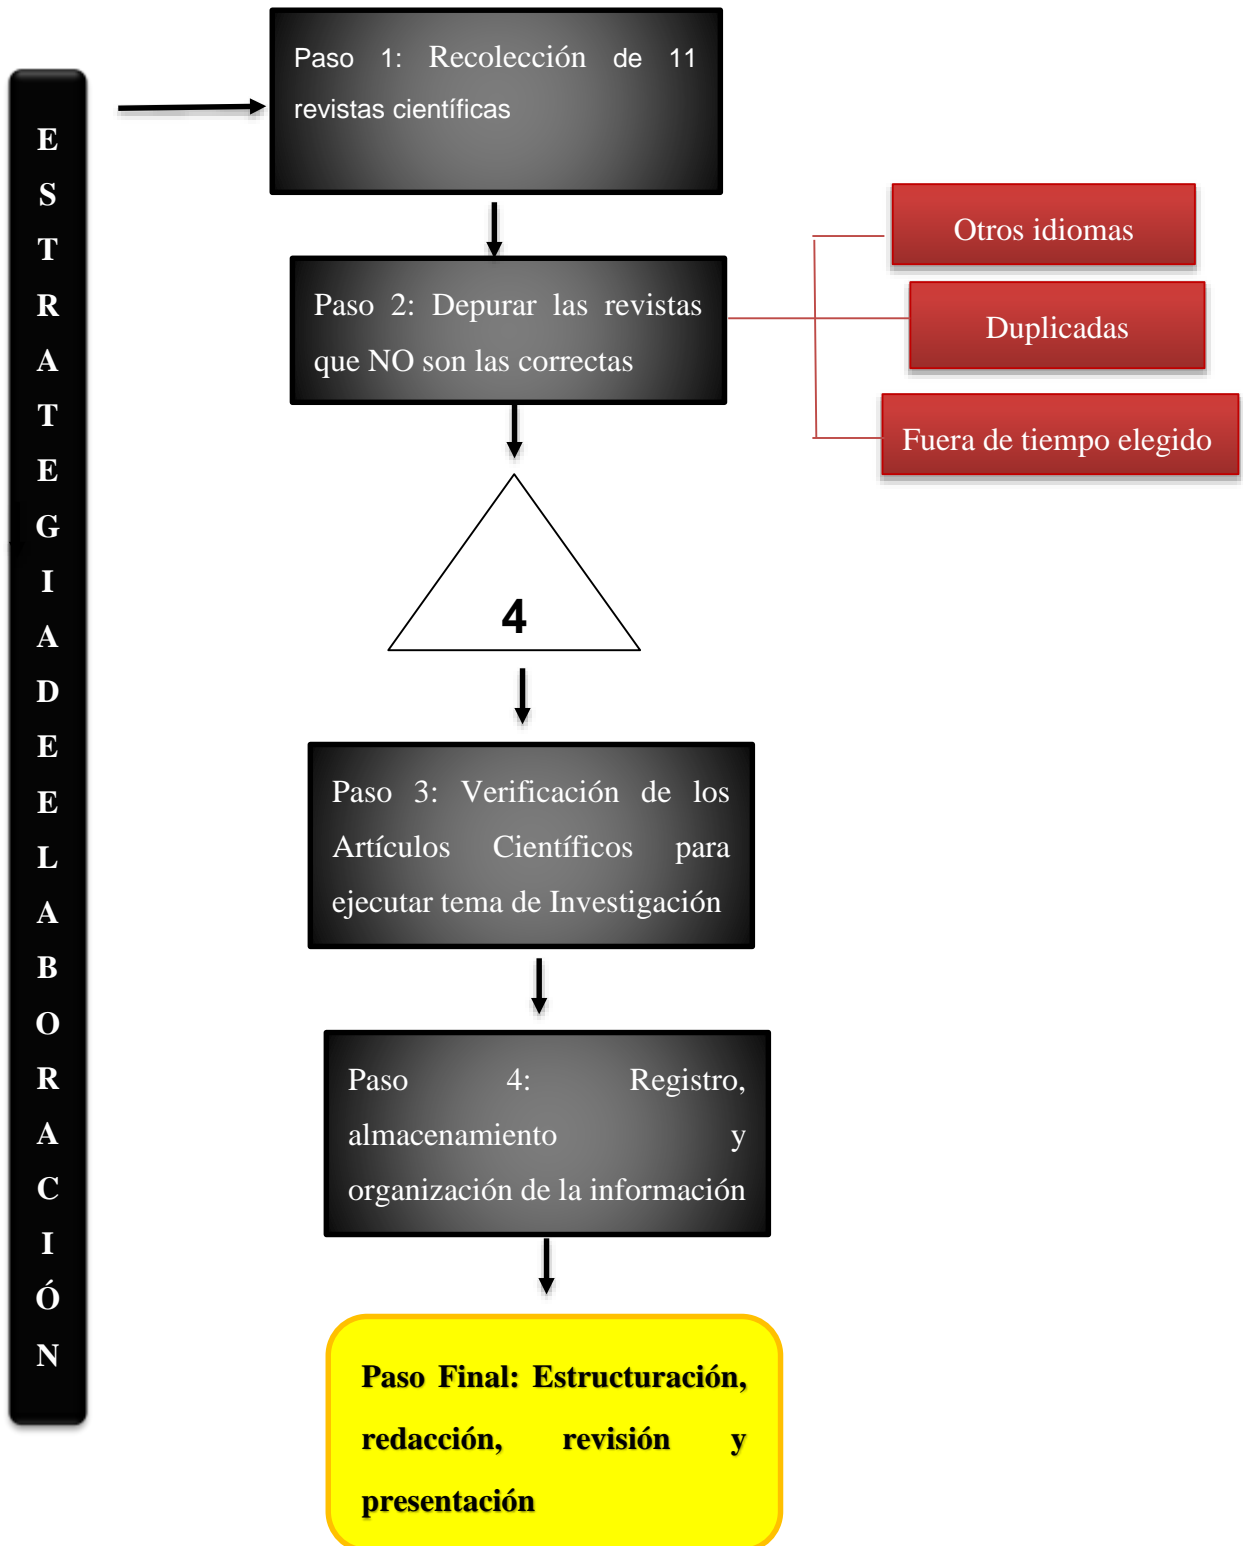 E
S
T
R
A
T
E
G
I
A
D
E
E
L
A
B
O
R
A
C
I
Ó
N
Paso 1: Recolección de 11
revistas científicas
Paso 2: Depurar las revistas
que NO son las correctas
Otros idiomas
Duplicadas
Fuera de tiempo elegido
4
Paso 3: Verificación de los
Artículos Científicos para
ejecutar tema de Investigación
Paso 4: Registro,
almacenamiento y
organización de la información
Paso Final: Estructuración,
redacción, revisión y
presentación